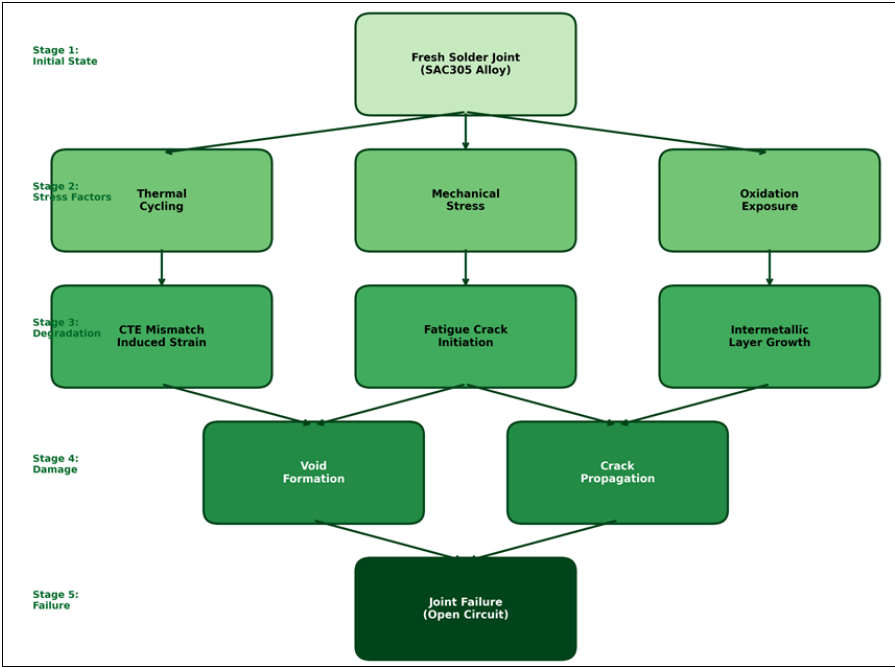 Stage 1:
Initial State
Fresh Solder Joint
(SAC305 Alloy)
Stage 2:
Stress Factors
Thermal
Cycling
Mechanical
Stress
Oxidation
Exposure
Stage 3:
Degradation
CTE Mismatch
Induced Strain
Fatigue Crack
Initiation
Intermetallic
Layer Growth
Stage 4:
Damage
Void
Formation
Crack
Propagation
Stage 5:
Failure
Joint Failure
(Open Circuit)